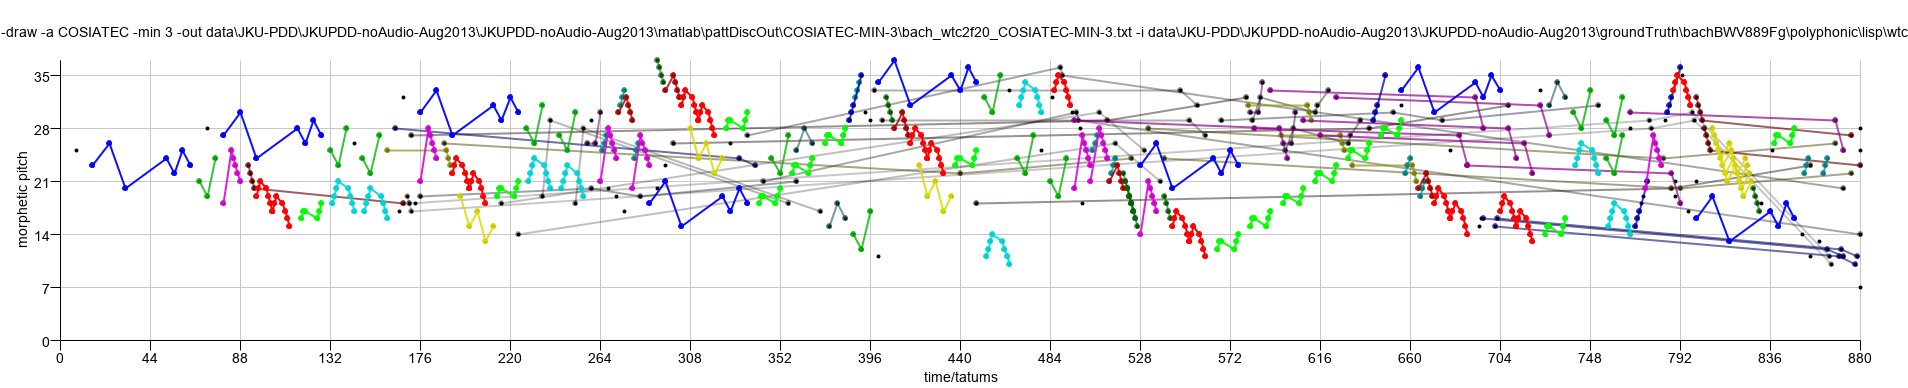 -draw -a COSIATEC -min 3 -out data\JKU-PDD\JKUPDD-noAudio-Aug2013\JKUPDD-noAudio-Aug2013\matlab\pattDiscOut\COSIATEC-MIN-3\bach_wtc2f20_COSIATEC-MIN-3.txt -i data\JKU-PDD\JKUPDD-noAudio-Aug2013\JKUPDD-noAudio-Aug2013\groundTruth\bachBWV889Fg\polyphonic\lisp\wtc
35
28
21
14
7
0
morphetic pitch
0 44 88 132 176 220 264 308 352 396 440 484 528 572 616 660 704 748 792 836 880
time/tatums